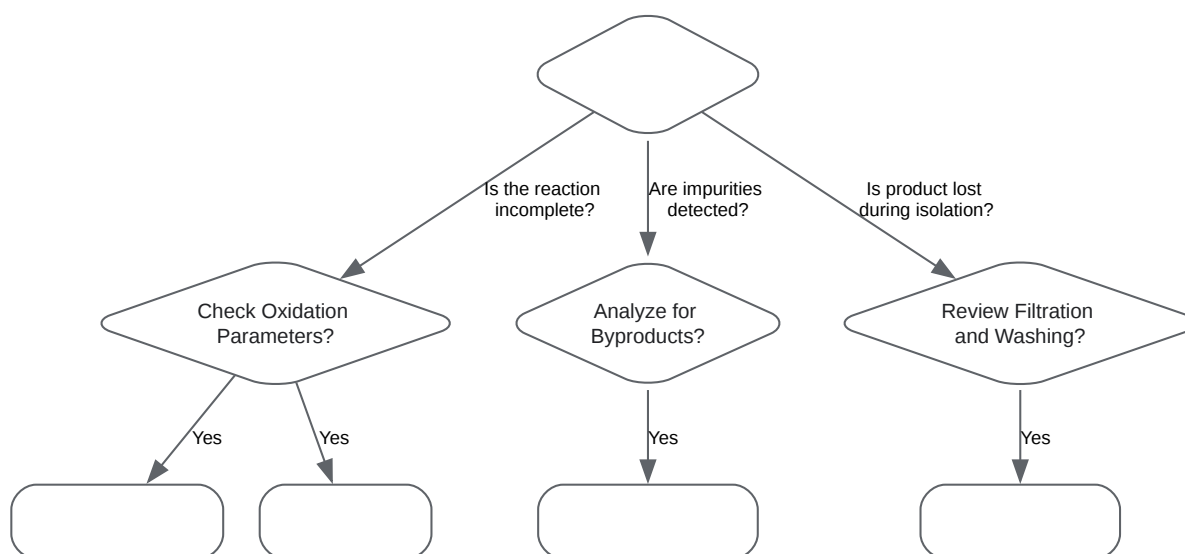 Is the reaction
incomplete?
Are impurities
detected?
Is product lost
during isolation?
Check Oxidation
Parameters?
Analyze for
Byproducts?
Review Filtration
and Washing?
Yes
Yes
Yes
Yes